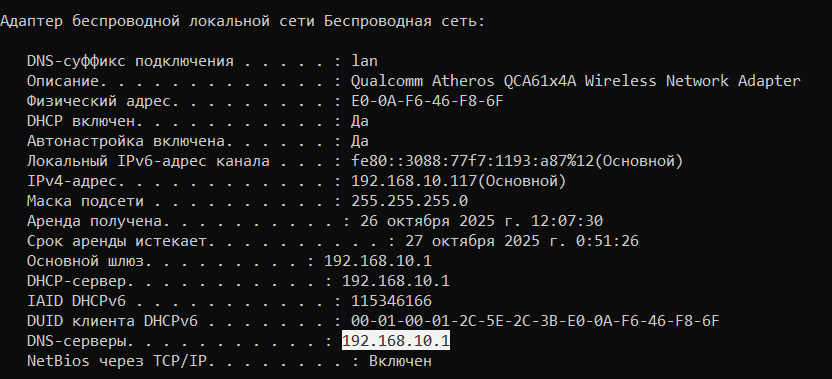 Адаптер беспроводной локальной сети Беспроводная сеть:
DNS-суффикс подключения . . . . . : lan
Описание. . . . . . . . . . . . . : Qualcomm Atheros QCA61x4A Wireless Network Adapter
Физический адрес. . . . . . . . . : E0-0A-F6-46-F8-6F
DHCP включен. . . . . . . . . . . : Да
Автонастройка включена. . . . . . : Да
Локальный IPv6-адрес канала . . . : fe80::3088:77f7:1193:a87%12(Основной)
IPv4-адрес. . . . . . . . . . . . : 192.168.10.117(Основной)
Маска подсети . . . . . . . . . . : 255.255.255.0
Аренда получена. . . . . . . . . . : 26 октября 2025 г. 12:07:30
Срок аренды истекает. . . . . . . . . . : 27 октября 2025 г. 0:51:26
Основной шлюз. . . . . . . . . : 192.168.10.1
DHCP-сервер. . . . . . . . . . . : 192.168.10.1
IAID DHCPv6 . . . . . . . . . . . : 115346166
DUID клиента DHCPv6 . . . . . . . : 00-01-00-01-2C-5E-2C-3B-E0-0A-F6-46-F8-6F
DNS-серверы. . . . . . . . . . . : 192.168.10.1
NetBios через TCP/IP. . . . . . . . : Включен